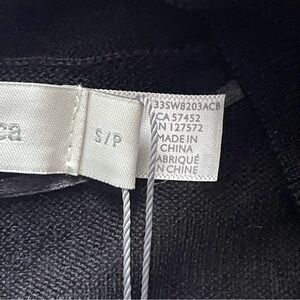 ca
S/P
33SW8203ACB
CA 57452
N 127572
MADE IN
CHINA
FABRIQUÉ
EN CHINE